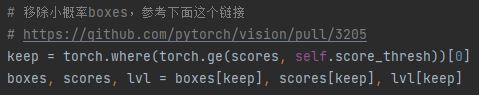 # 移除小概率boxes，参考下面这个链接
# https://github.com/pytorch/vision/pull/3205
keep = torch.where(torch.ge(scores, self.score_thresh))[0]
boxes, scores, lvl = boxes[keep], scores[keep], lvl[keep]